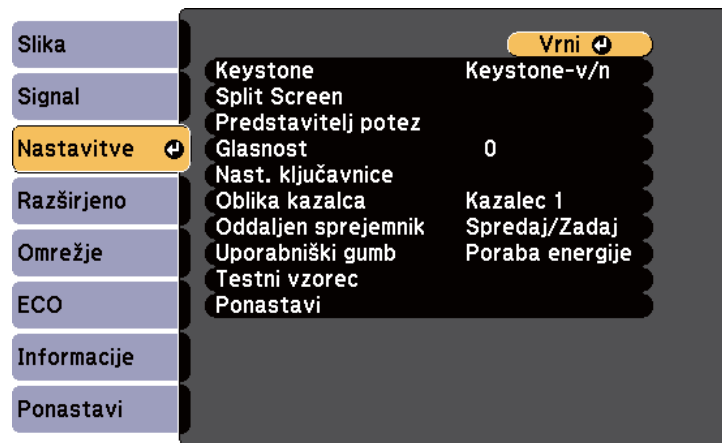 Slika
Signal
Nastavitve
Razširjeno
Omrežje
ECO
Informacije
Ponastavi
Vrni
Keystone Keystone-v/n
Split Screen
Predstavitelj potez
Glasnost 0
Nast. ključavnice
Oblika kazalca Kazalec 1
Oddaljen sprejemnik Spredaj/Zadaj
Uporabniški gumb Poraba energije
Testni vzorec
Ponastavi